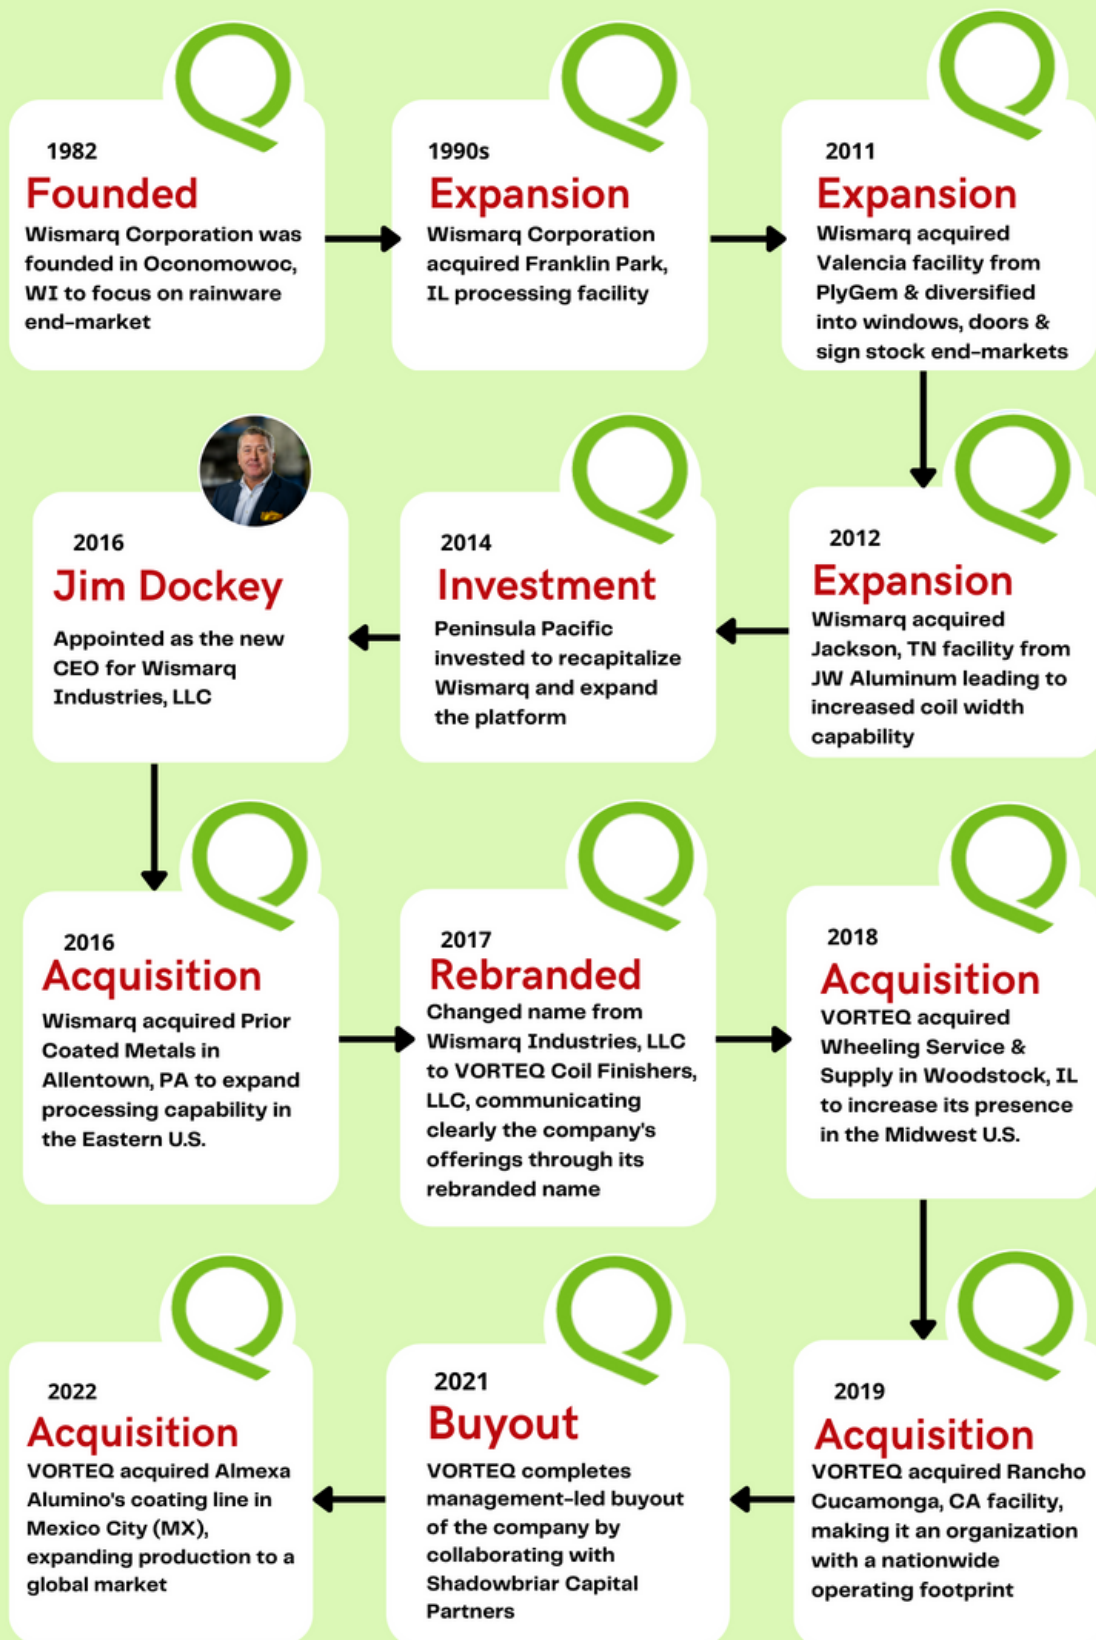 1982
Founded
Wismarq Corporation was
founded in Oconomowoc,
WI to focus on rainware
end-market
1990s
Expansion
Wismarq Corporation
acquired Franklin Park,
IL processing facility
2011
Expansion
Wismarq acquired
Valencia facility from
PlyGem & diversified
into windows, doors &
sign stock end-markets
2012
Expansion
Wismarq acquired
Jackson, TN facility from
JW Aluminum leading to
increased coil width
capability
2014
Investment
Peninsula Pacific
invested to recapitalize
Wismarq and expand
the platform
2016
Jim Dockey
Appointed as the new
CEO for Wismarq
Industries, LLC
2016
Acquisition
Wismarq acquired Prior
Coated Metals in
Allentown, PA to expand
processing capability in
the Eastern U.S.
2017
Rebranded
Changed name from
Wismarq Industries, LLC
to VORTEQ Coil Finishers,
LLC, communicating
clearly the company's
offerings through its
rebranded name
2018
Acquisition
VORTEQ acquired
Wheeling Service &
Supply in Woodstock, IL
to increase its presence
in the Midwest U.S.
2019
Acquisition
VORTEQ acquired Rancho
Cucamonga, CA facility,
making it an organization
with a nationwide
operating footprint
2021
Buyout
VORTEQ completes
management-led buyout
of the company by
collaborating with
Shadowbriar Capital
Partners
2022
Acquisition
VORTEQ acquired Almexa
Alumino's coating line in
Mexico City (MX),
expanding production to a
global market